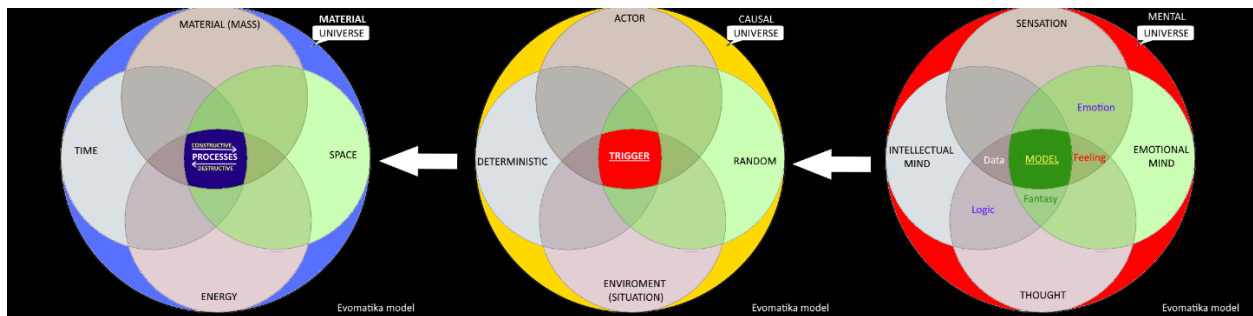 MATERIAL (MASS)
MATERIAL
UNIVERSE
TIME
CONSTRUCTIVE
PROCESSES
DESTRUCTIVE
SPACE
ENERGY
Evomatika model
ACTOR
CAUSAL
UNIVERSE
DETERMINISTIC
TRIGGER
RANDOM
ENVIROMENT
(SITUATION)
Evomatika model
SENSATION
MENTAL
UNIVERSE
Emotion
INTELLECTUAL
MIND
Data
MODEL
Feeling
EMOTIONAL
MIND
Fantasy
Logic
THOUGHT
Evomatika model